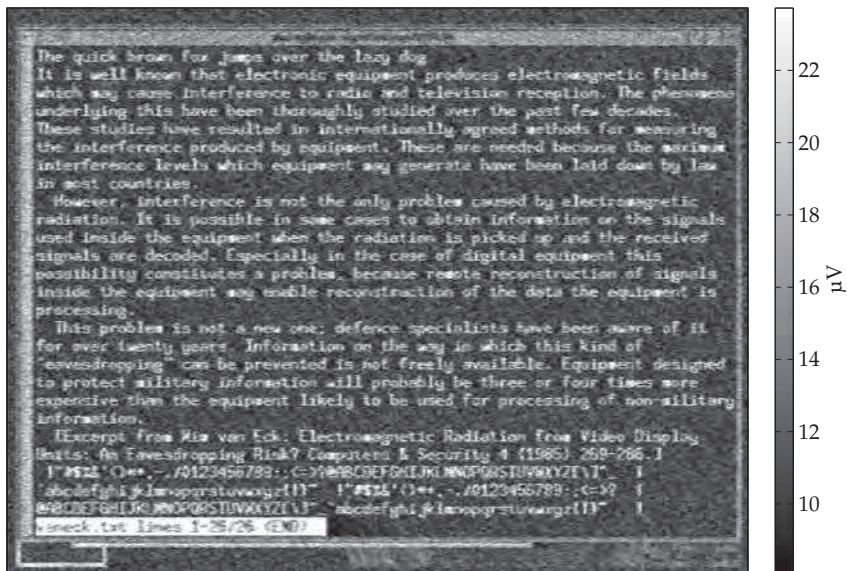 The quick brown fox jumps over the lazy dog
It is well known that electronic equipment produces electromagnetic fields
which may cause interference to radio and television reception. The phenomena
underlying this have been thoroughly studied over the past few decades.
These studies have resulted in internationally agreed methods for measuring
the interference produced by equipment. These are needed because the maximum
interference levels which equipment may generate have been laid down by law
in most countries.
However, interference is not the only problem caused by electromagnetic
radiation. It is possible in some cases to obtain information on the signals
used inside the equipment when the radiation is picked up and the received
signals are decoded. Especially in the case of digital equipment this
possibility constitutes a problem, because remote reconstruction of signals
inside the equipment may enable reconstruction of the data the equipment is
processing.
This problem is not a new one; defence specialists have been aware of it
for over twenty years. Information on the way in which this kind of
"eavesdropping" can be prevented is not freely available. Equipment designed
to protect military information will probably be three or four times more
expensive than the equipment likely to be used for processing of non-military
information.
[Excerpt from Wim van Eck: Electromagnetic Radiation from Video Display
Units: An Eavesdropping Risk? Computers & Security 4 (1985) 269-286.]
!"#$%&'()*+,-./0123456789:;<=>?@ABCDEFGHIJKLMNOPQRSTUVWXYZ[\]^_
`abcdefghijklmnopqrstuvwxyz{|}~ !"#$%&'()*+,-./0123456789:;<=>?
@ABCDEFGHIJKLMNOPQRSTUVWXYZ[\]^_`abcdefghijklmnopqrstuvwxyz{|}~
vaneck.txt lines 1-26/26 (END)
22
20
18
16
14
12
10
µV